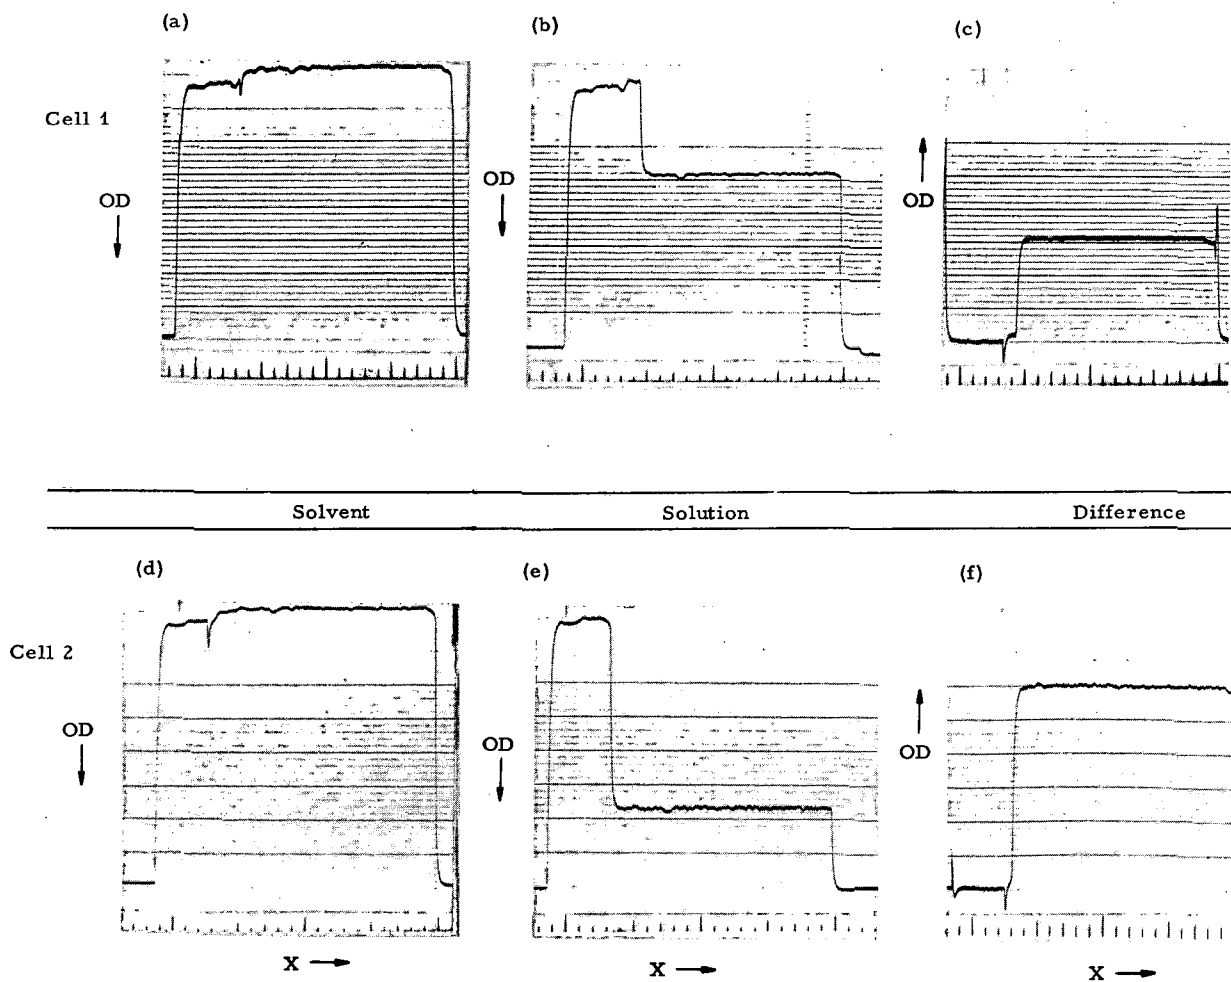 (a)
(b)
(c)
Cell 1
OD
OD
OD
Solvent Solution Difference
(d)
(e)
(f)
Cell 2
OD
OD
OD
X
X
X